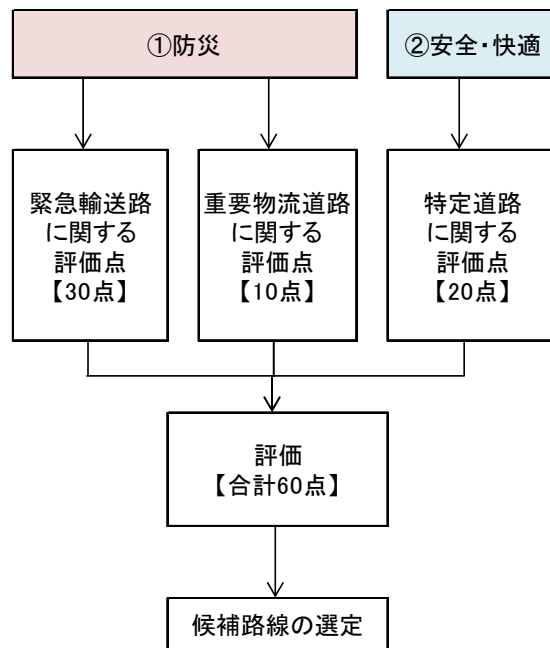 ①防災
②安全・快適
緊急輸送路
に関する
評価点
【30点】
重要物流道路
に関する
評価点
【10点】
特定道路
に関する
評価点
【20点】
評価
【合計60点】
候補路線の選定